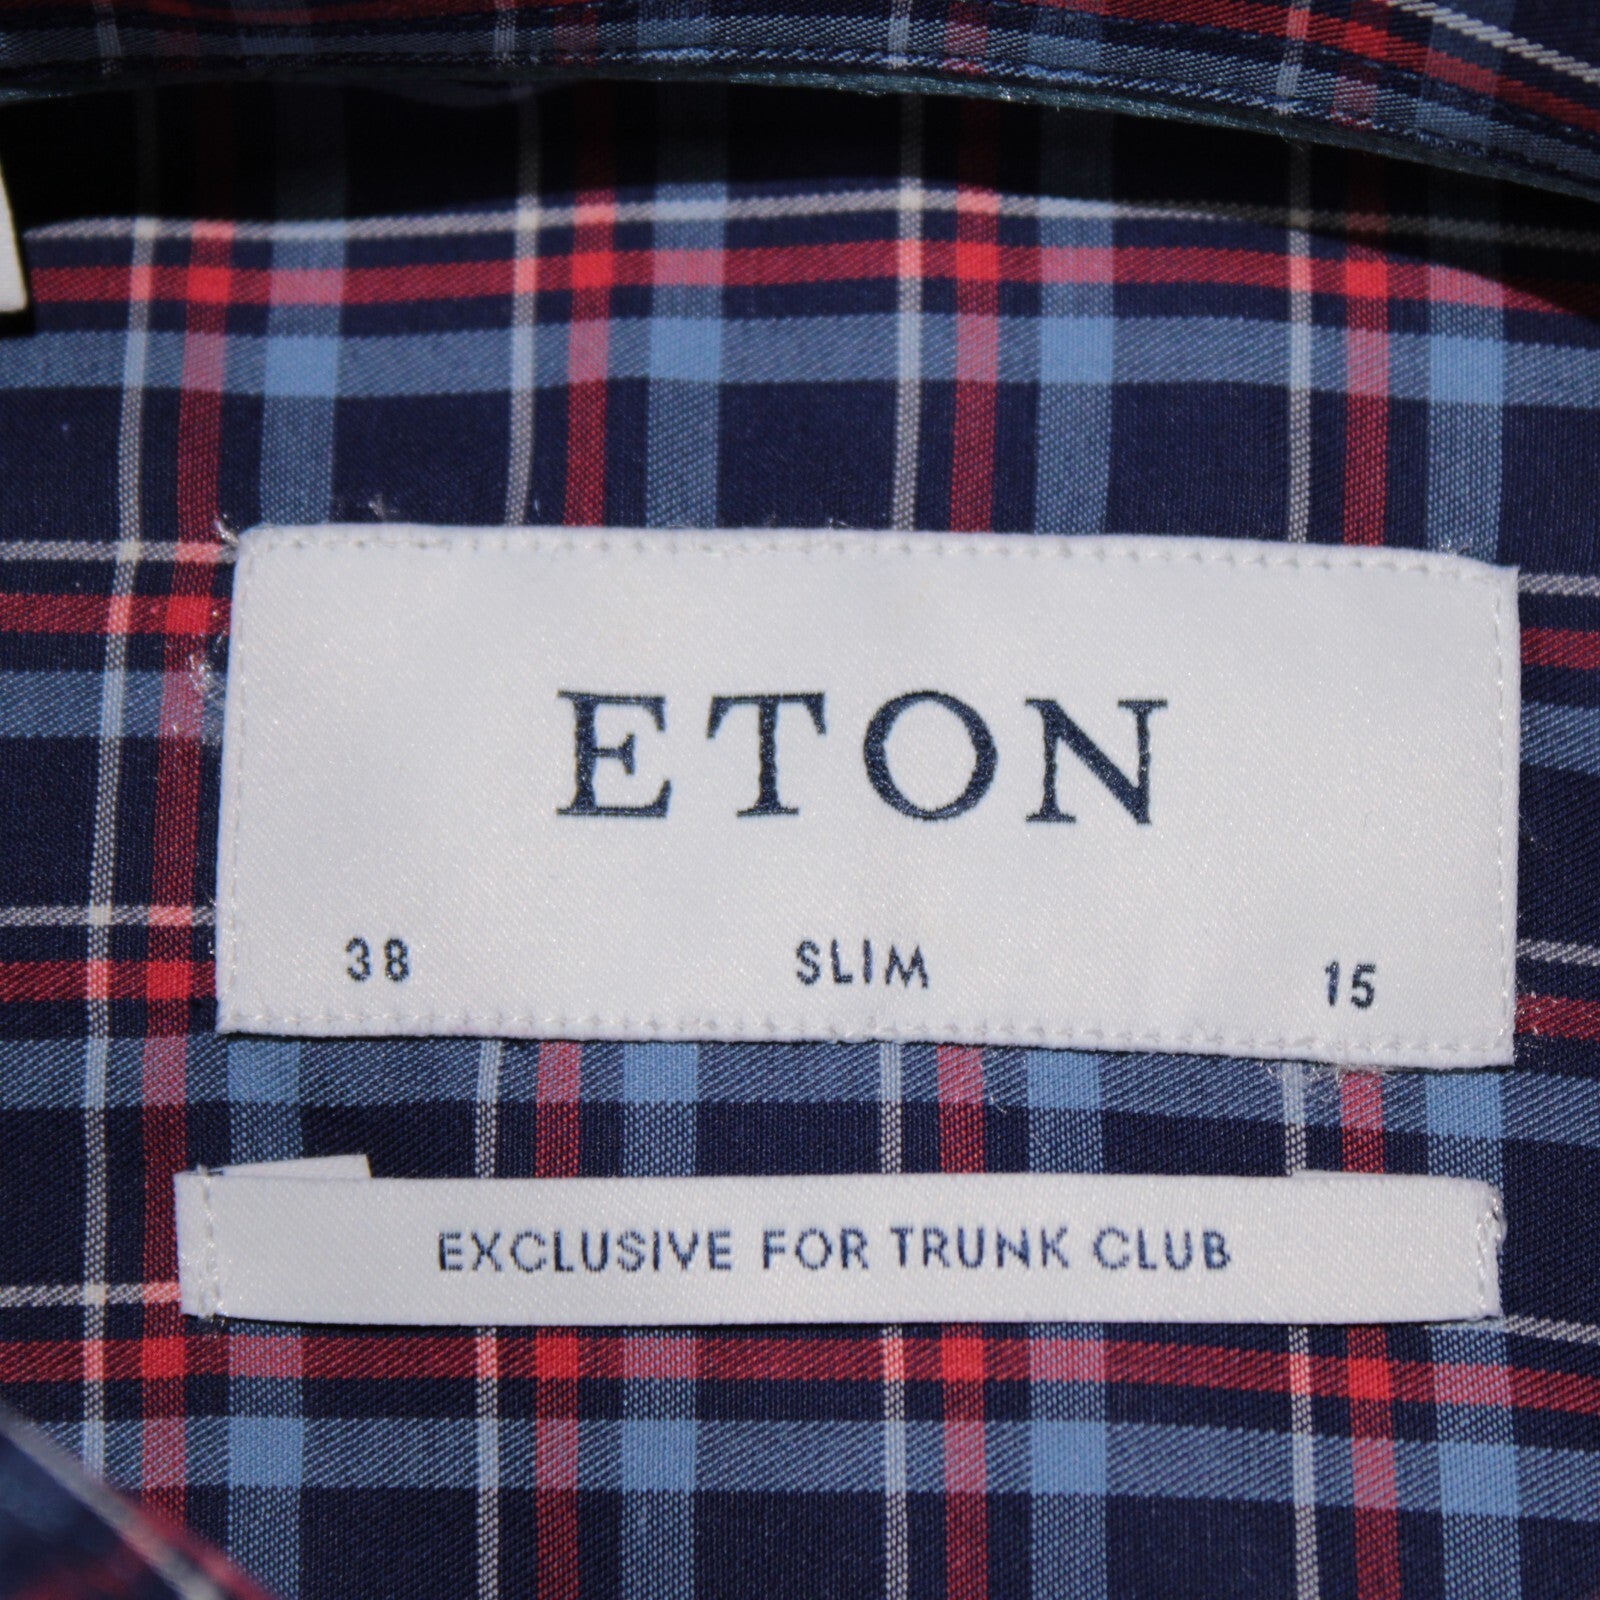 ETON
38 SLIM 15
EXCLUSIVE FOR TRUNK CLUB